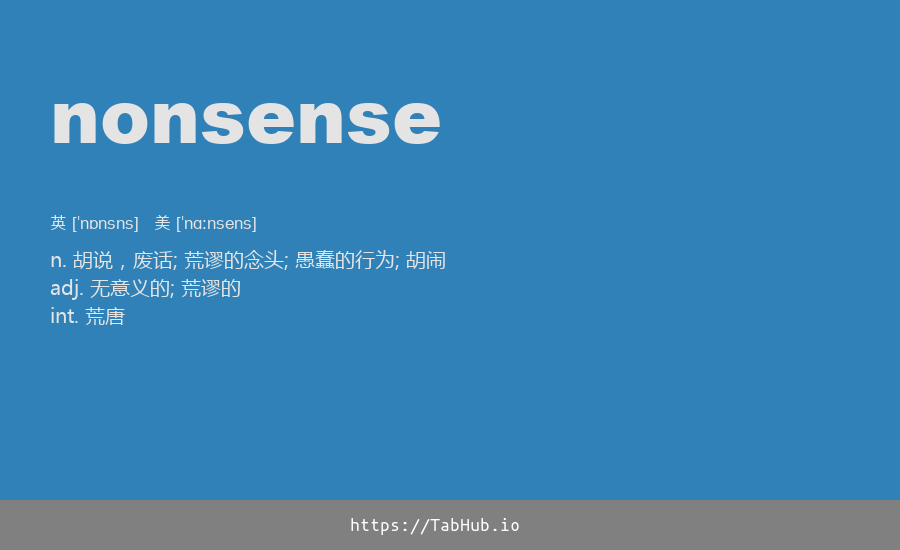 nonsense
英 [ˈnɒnsns] 美 [ˈnɑːnsens]
n. 胡说，废话; 荒谬的念头; 愚蠢的行为; 胡闹
adj. 无意义的; 荒谬的
int. 荒唐
https://TabHub.io